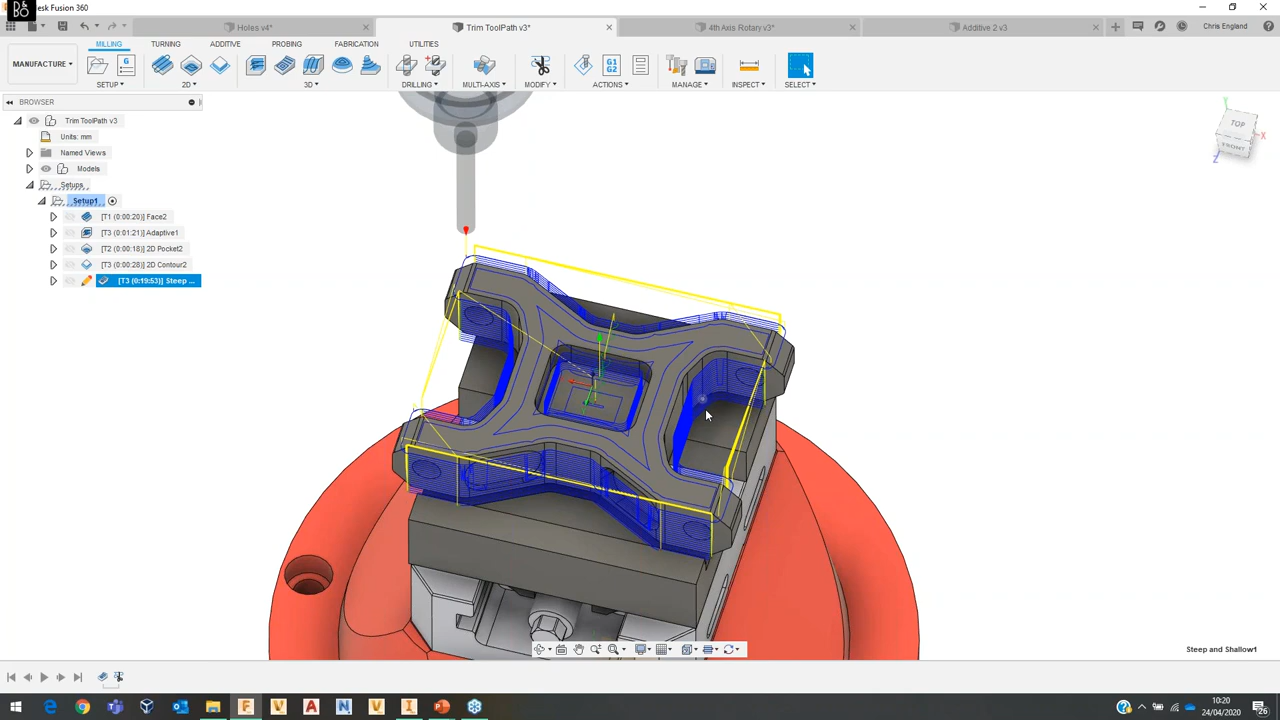 B&O
desk Fusion 360
Holes v4*
Trim ToolPath v3*
4th Axis Rotary v3*
Additive 2 v3
Chris England
MANUFACTURE
MILLING
TURNING
ADDITIVE
PROBING
FABRICATION
UTILITIES
G1
G2
SETUP
2D
3D
DRILLING
MULTI-AXIS
MODIFY
ACTIONS
MANAGE
INSPECT
SELECT
BROWSER
Trim ToolPath v3
Units: mm
Named Views
Models
Setups
Setup1
[T1 (0:00:20)] Face2
[T3 (0:01:21)] Adaptive1
[T2 (0:00:18)] 2D Pocket2
[T3 (0:00:28)] 2D Contour2
[T3 (0:19:53)] Steep ...
Y
TOP
FRONT
X
Z
Steep and Shallow1
10:20
24/04/2020
26